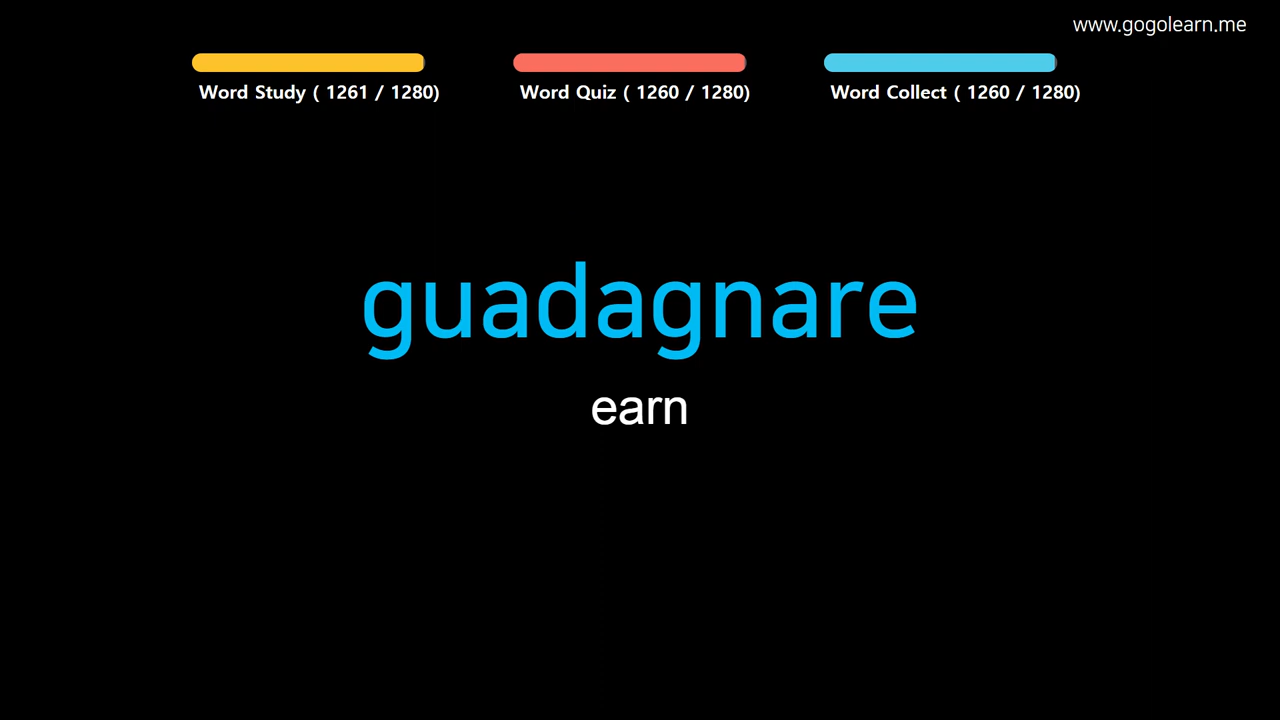 www.gogolearn.me
Word Study ( 1261 / 1280)
Word Quiz ( 1260 / 1280)
Word Collect ( 1260 / 1280)
guadagnare
earn